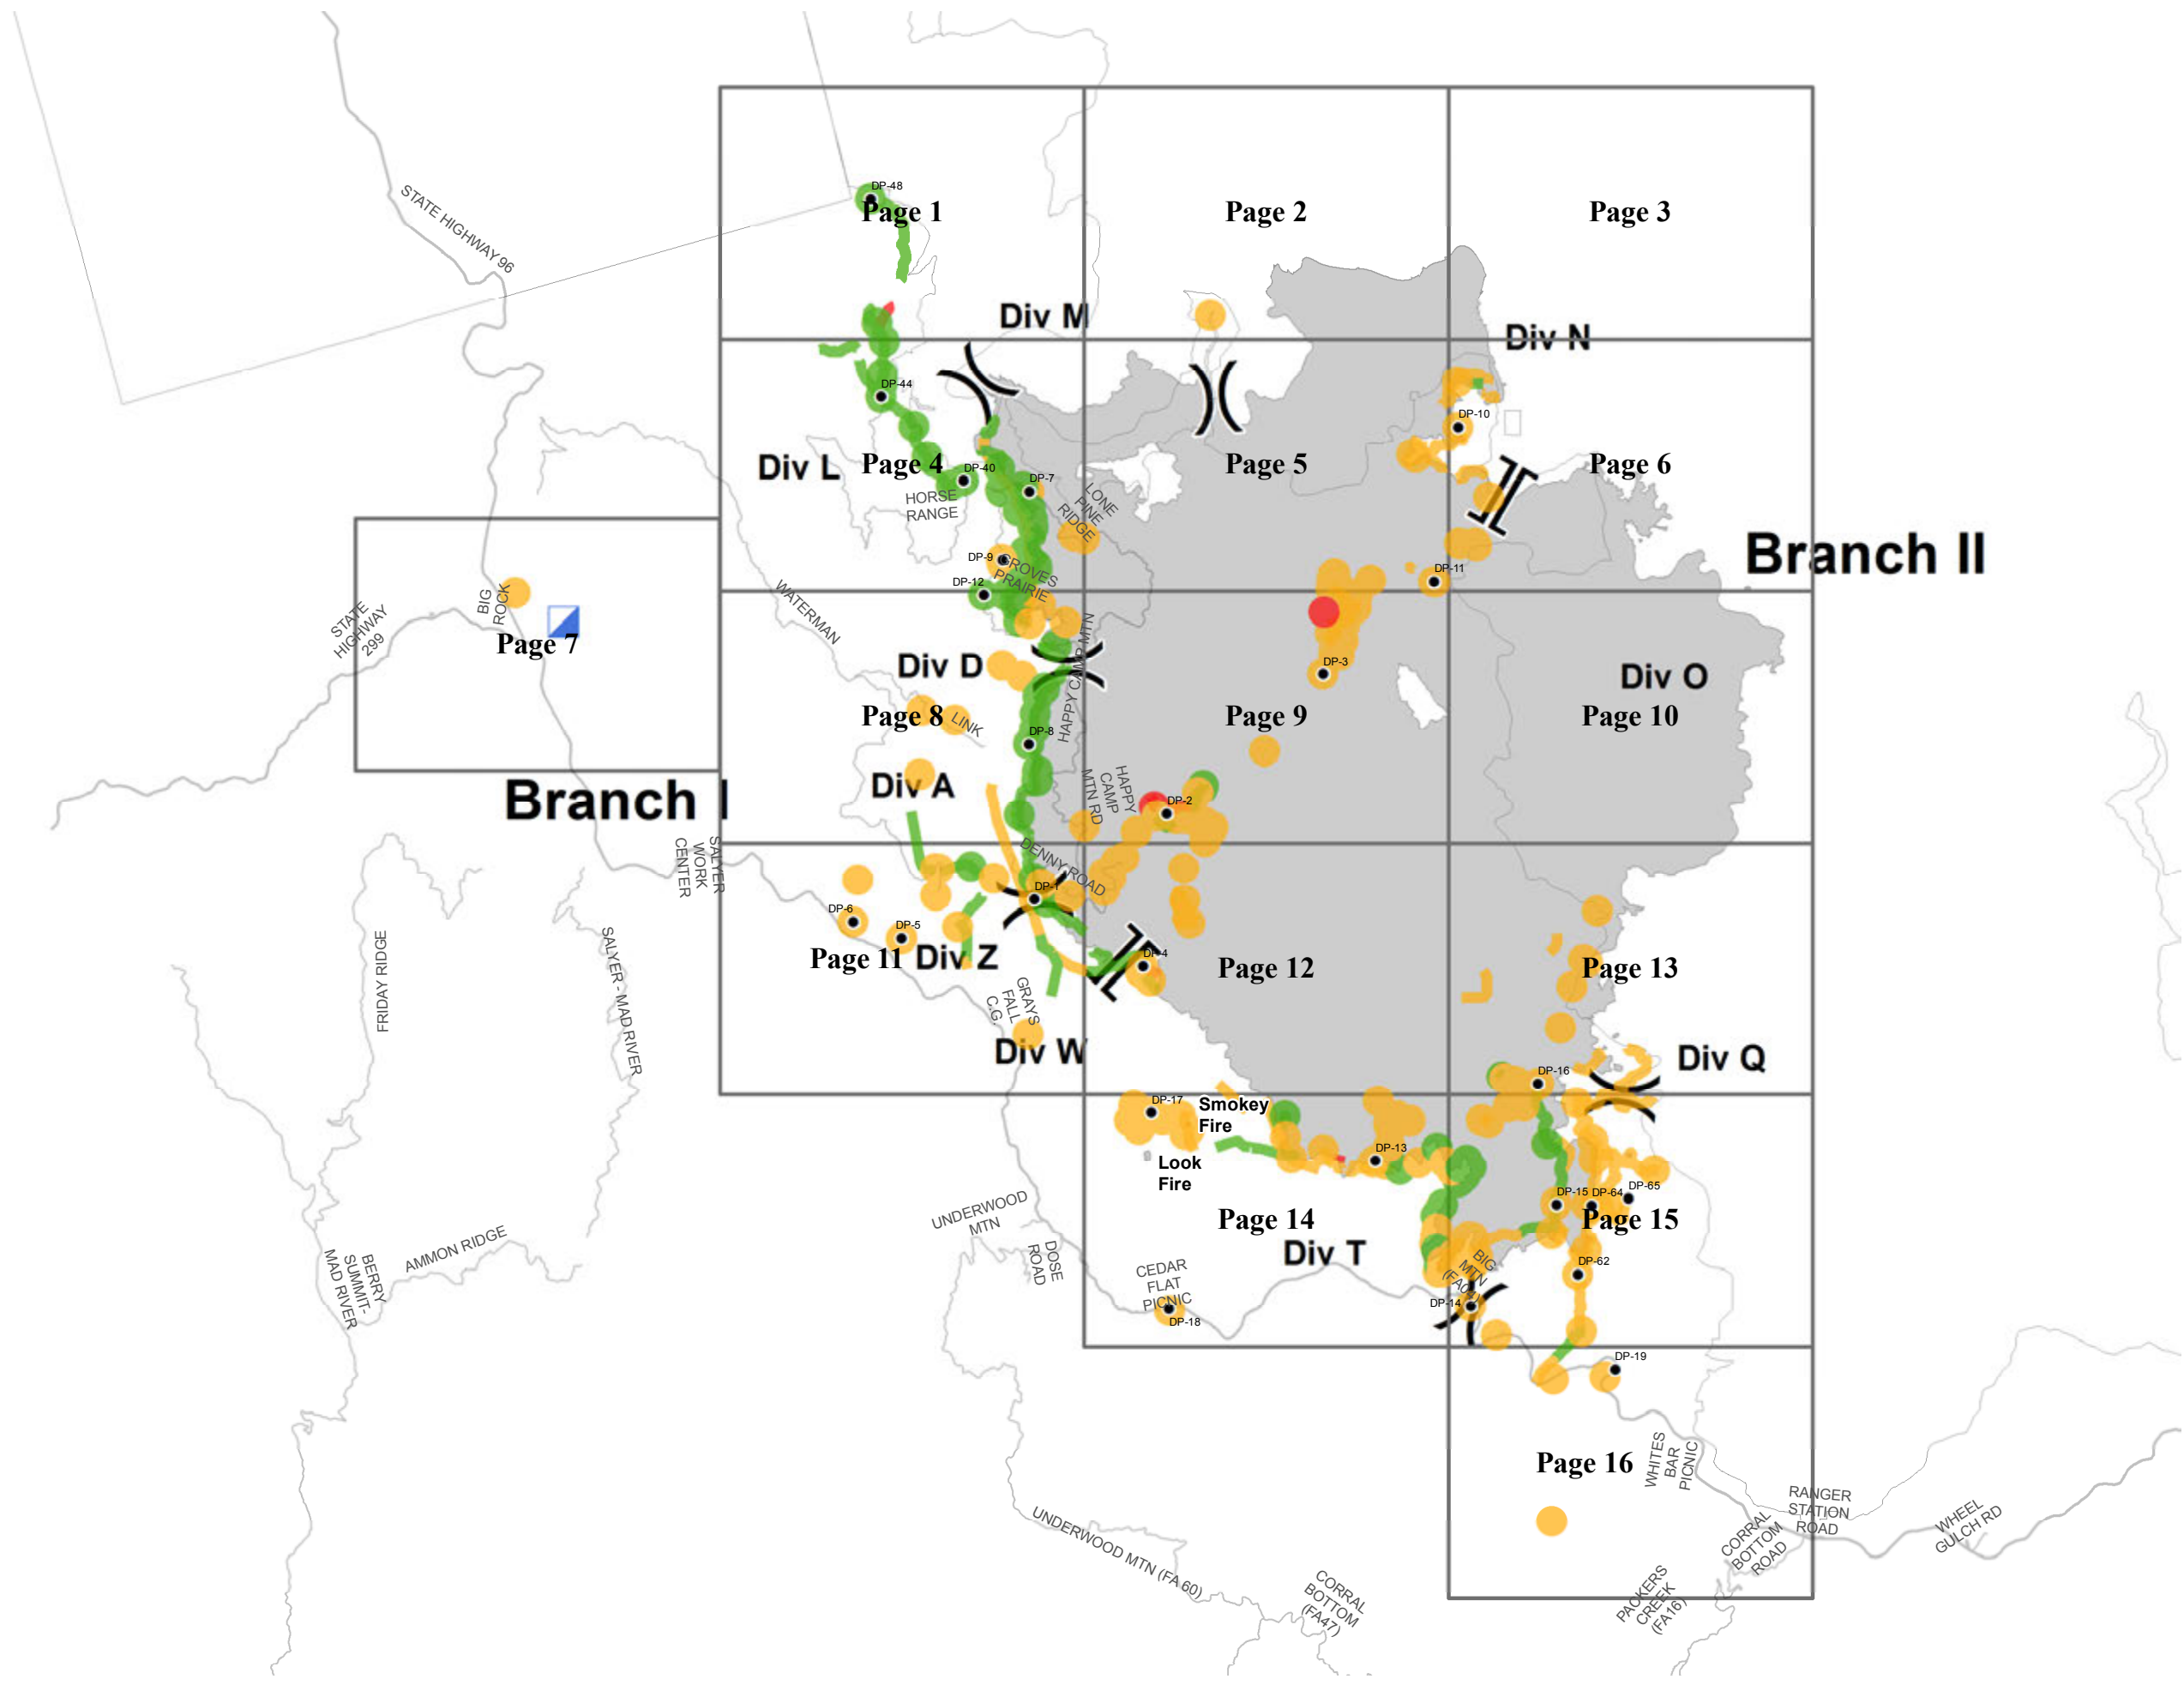 DP-48
Page 1
Page 2
Page 3
STATE HIGHWAY 96
Div M
Div N
DP-44
DP-10
Div L
Page 4
DP-40
DP-7
Page 5
Page 6
HORSE
RANGE
LONE
PINE
RIDGE
Branch II
DP-9
GROVES
PRAIRIE
DP-11
DP-12
BIG
ROCK
STATE
HIGHWAY
299
Page 7
WATERMAN
Div D
HAPPY CAMP MTN
DP-3
Div O
Page 8
LINK
Page 9
Page 10
DP-8
Div A
Branch I
HAPPY
CAMP
MTN RD
DP-2
SALYER
WORK
CENTER
DENNY ROAD
DP-1
DP-6
DP-5
Page 11
Div Z
DP-4
Page 12
Page 13
FRIDAY RIDGE
SALYER - MAD RIVER
GRAYS
FALL
C.G.
Div W
Div Q
DP-16
DP-17
Smokey
Fire
DP-13
Look
Fire
DP-15
DP-64
DP-65
UNDERWOOD
MTN
Page 14
Page 15
Div T
DOSE
ROAD
AMMON RIDGE
BERRY
SUMMIT-
MAD RIVER
CEDAR
FLAT
PICNIC
DP-18
BIG
MTN
(FA04)
DP-62
DP-14
DP-19
WHITES
BAR
PICNIC
Page 16
RANGER
STATION
ROAD
CORRAL
BOTTOM
ROAD
WHEEL
GULCH RD
UNDERWOOD MTN (FA 60)
CORRAL
BOTTOM
(FA47)
PACKERS
CREEK
(FA16)